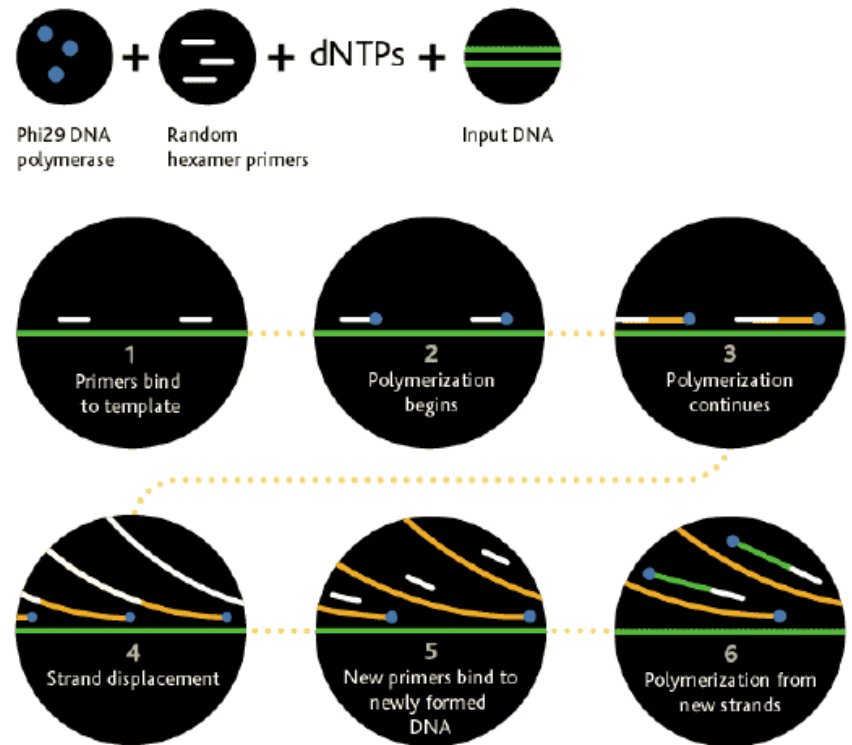 + + dNTPs +
Phi29 DNA
polymerase
Random
hexamer primers
Input DNA
1
Primers bind
to template
2
Polymerization
begins
3
Polymerization
continues
4
Strand displacement
5
New primers bind to
newly formed
DNA
6
Polymerization from
new strands